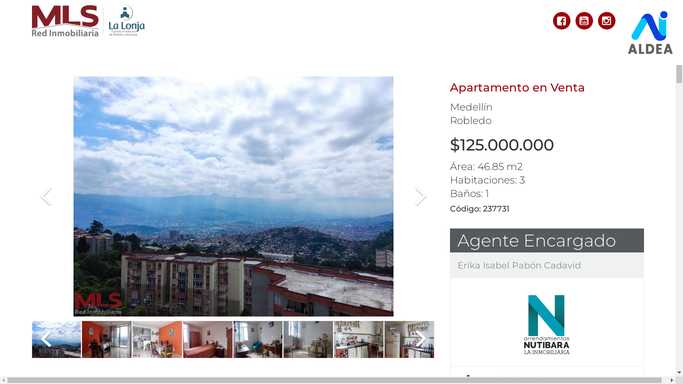 MLS
Red Inmobiliaria
La Lonja
ALDEA
Apartamento en Venta
Medellín
Robledo
$125.000.000
Área: 46.85 m2
Habitaciones: 3
Baños: 1
Código: 237731
Agente Encargado
Erika Isabel Pabón Cadavid
MLS
Red Inmobiliaria
N
arrendamientos
NUTIBARA
LA INMOBILIARIA